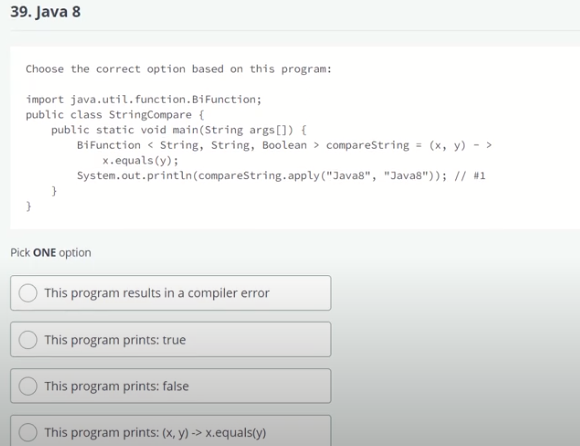 39. Java 8
Choose the correct option based on this program:
import java.util.function.BiFunction;
public class StringCompare {
public static void main(String args[]) {
BiFunction < String, String, Boolean > compareString = (x, y) - >
x.equals(y);
System.out.println(compareString.apply("Java8", "Java8")); // #1
}
}
Pick ONE option
This program results in a compiler error
This program prints: true
This program prints: false
This program prints: (x, y) -> x.equals(y)